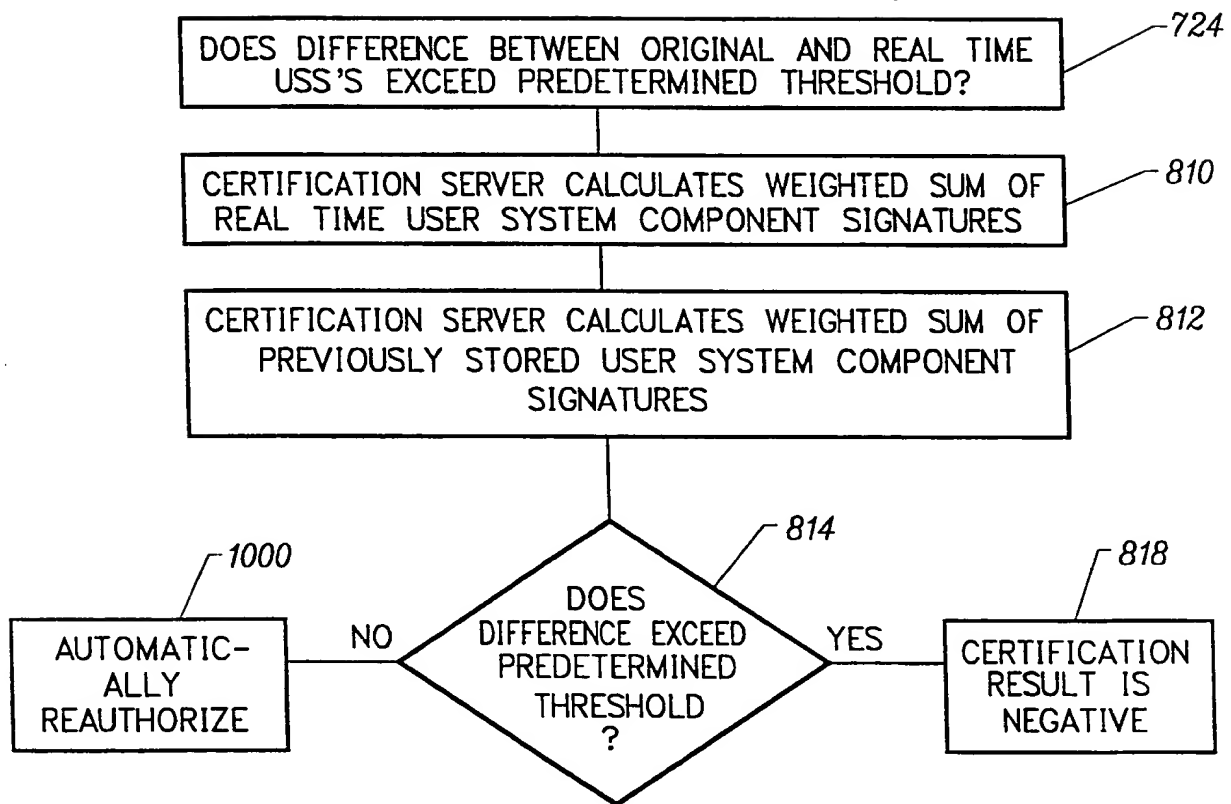 724
DOES DIFFERENCE BETWEEN ORIGINAL AND REAL TIME
USS'S EXCEED PREDETERMINED THRESHOLD?
810
CERTIFICATION SERVER CALCULATES WEIGHTED SUM OF
REAL TIME USER SYSTEM COMPONENT SIGNATURES
812
CERTIFICATION SERVER CALCULATES WEIGHTED SUM OF
PREVIOUSLY STORED USER SYSTEM COMPONENT
SIGNATURES
814
1000
818
DOES
DIFFERENCE EXCEED
PREDETERMINED
THRESHOLD
?
NO
YES
AUTOMATIC-
ALLY
REAUTHORIZE
CERTIFICATION
RESULT IS
NEGATIVE